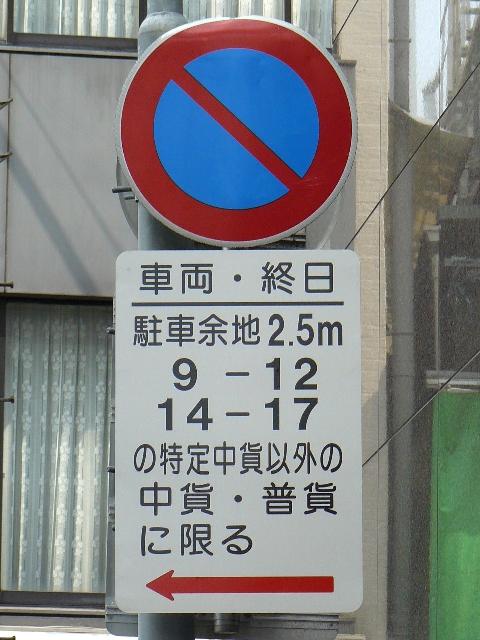 車両・終日
駐車余地2.5m
9－12
14－17
の特定中貨以外の
中貨・普貨
に限る